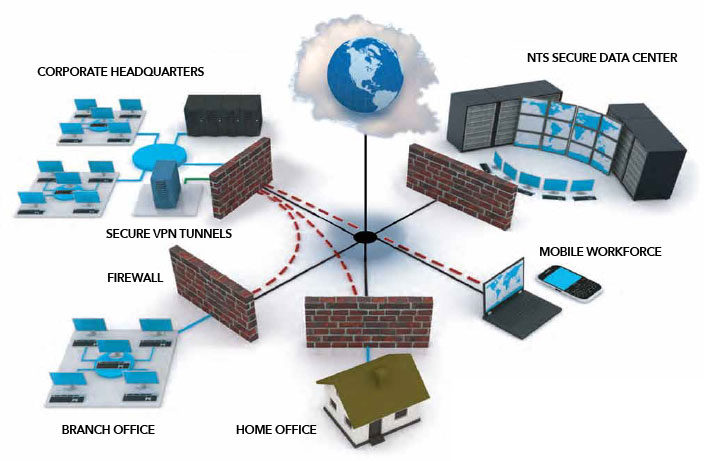 CORPORATE HEADQUARTERS
NTS SECURE DATA CENTER
SECURE VPN TUNNELS
MOBILE WORKFORCE
FIREWALL
BRANCH OFFICE
HOME OFFICE